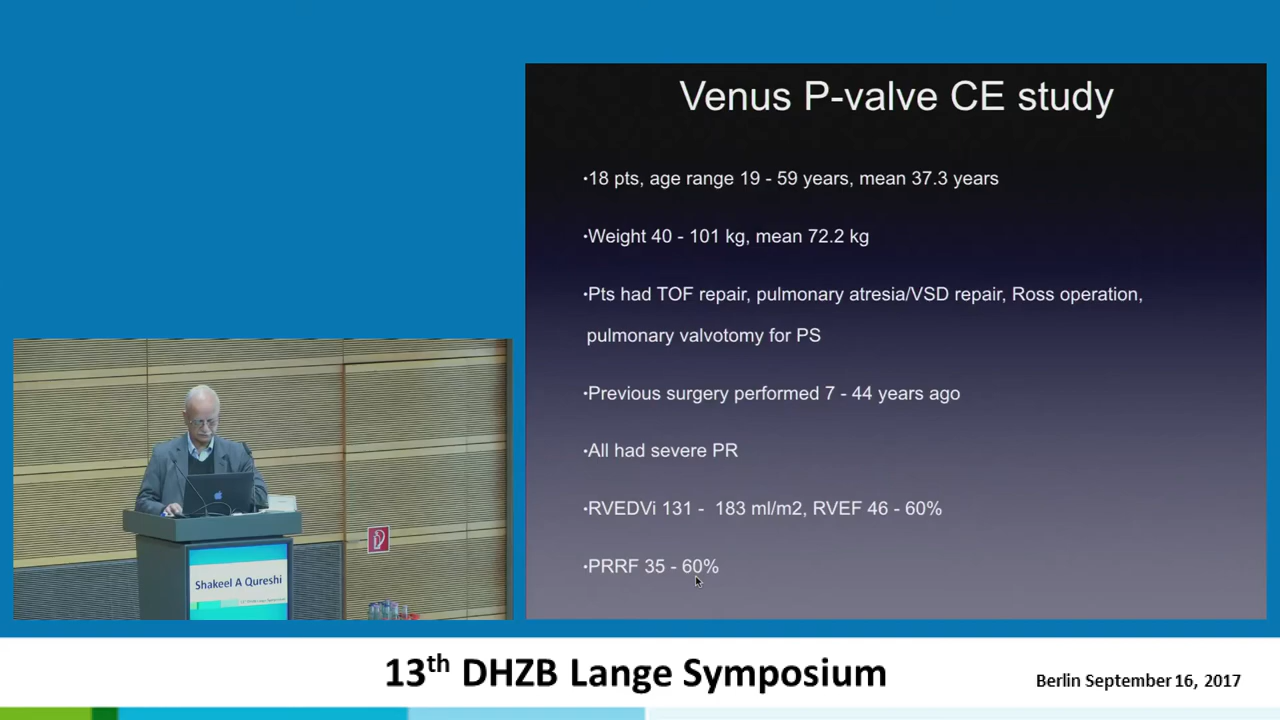 Venus P-valve CE study
•18 pts, age range 19 - 59 years, mean 37.3 years
•Weight 40 - 101 kg, mean 72.2 kg
•Pts had TOF repair, pulmonary atresia/VSD repair, Ross operation,
pulmonary valvotomy for PS
•Previous surgery performed 7 - 44 years ago
•All had severe PR
•RVEDVi 131 - 183 ml/m2, RVEF 46 - 60%
•PRRF 35 - 60%
Shakeel A Qureshi
13th DHZB Lange Symposium
Berlin September 16, 2017